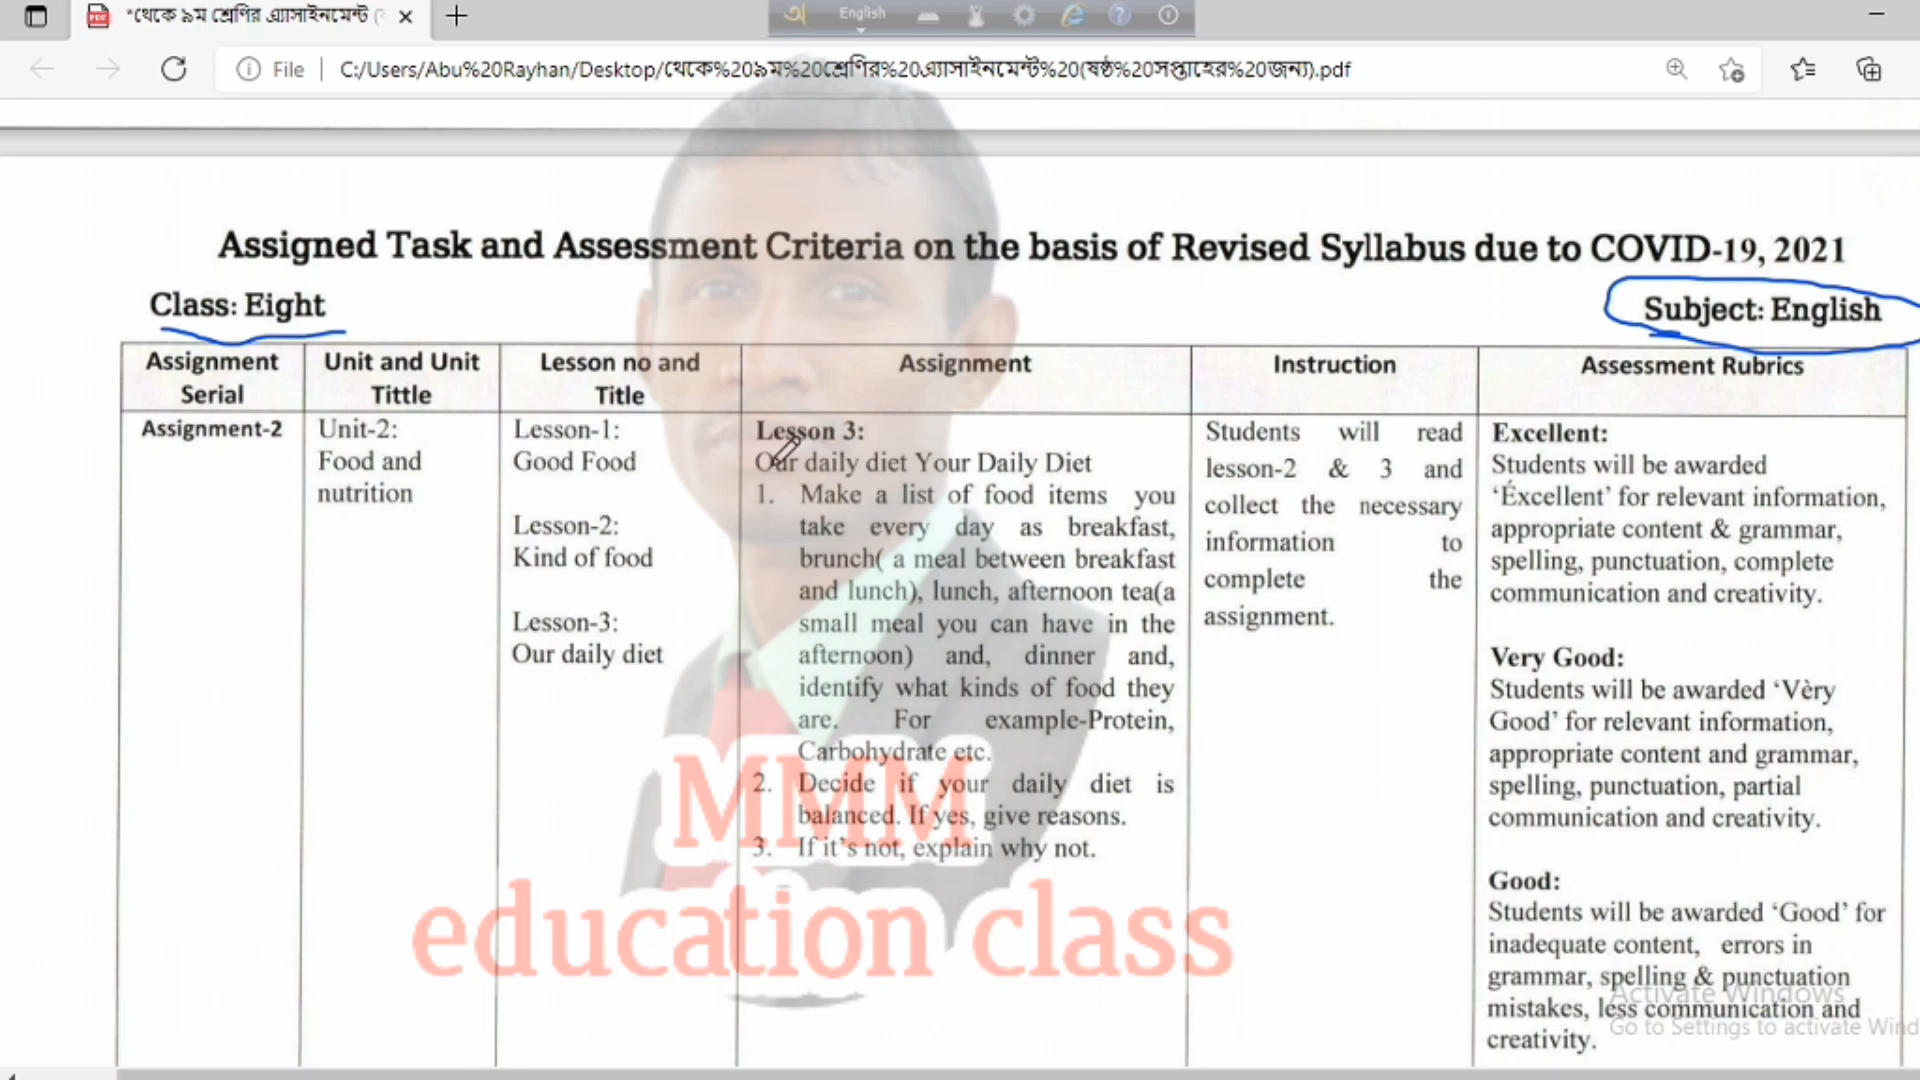 *থেকে ৯ম শ্রেণির এ্যাসাইনমেন্ট (
English
File
C:/Users/Abu%20Rayhan/Desktop/থেকে%20৯ম%20শ্রেণির%20এ্যাসাইনমেন্ট%20(ষষ্ঠ%20সপ্তাহের%20জন্য).pdf
Assigned Task and Assessment Criteria on the basis of Revised Syllabus due to COVID-19, 2021
Class: Eight
Subject: English
Assignment Serial
Unit and Unit Tittle
Lesson no and Title
Assignment
Instruction
Assessment Rubrics
Assignment-2
Unit-2:
Food and
nutrition
Lesson-1:
Good Food
Lesson-2:
Kind of food
Lesson-3:
Our daily diet
Lesson 3:
Our daily diet Your Daily Diet
1. Make a list of food items you
take every day as breakfast,
brunch( a meal between breakfast
and lunch), lunch, afternoon tea(a
small meal you can have in the
afternoon) and, dinner and,
identify what kinds of food they
are. For example-Protein,
Carbohydrate etc.
2. Decide if your daily diet is
balanced. If yes, give reasons.
3. If it's not, explain why not.
Students will read
lesson-2 & 3 and
collect the necessary
information to
complete the
assignment.
Excellent:
Students will be awarded
‘Éxcellent’ for relevant information,
appropriate content & grammar,
spelling, punctuation, complete
communication and creativity.
Very Good:
Students will be awarded ‘Vèry
Good’ for relevant information,
appropriate content and grammar,
spelling, punctuation, partial
communication and creativity.
Good:
Students will be awarded ‘Good’ for
inadequate content, errors in
grammar, spelling & punctuation
mistakes, less communication and
creativity.
MMM
education class
Activate Windows
Go to Settings to activate Wind